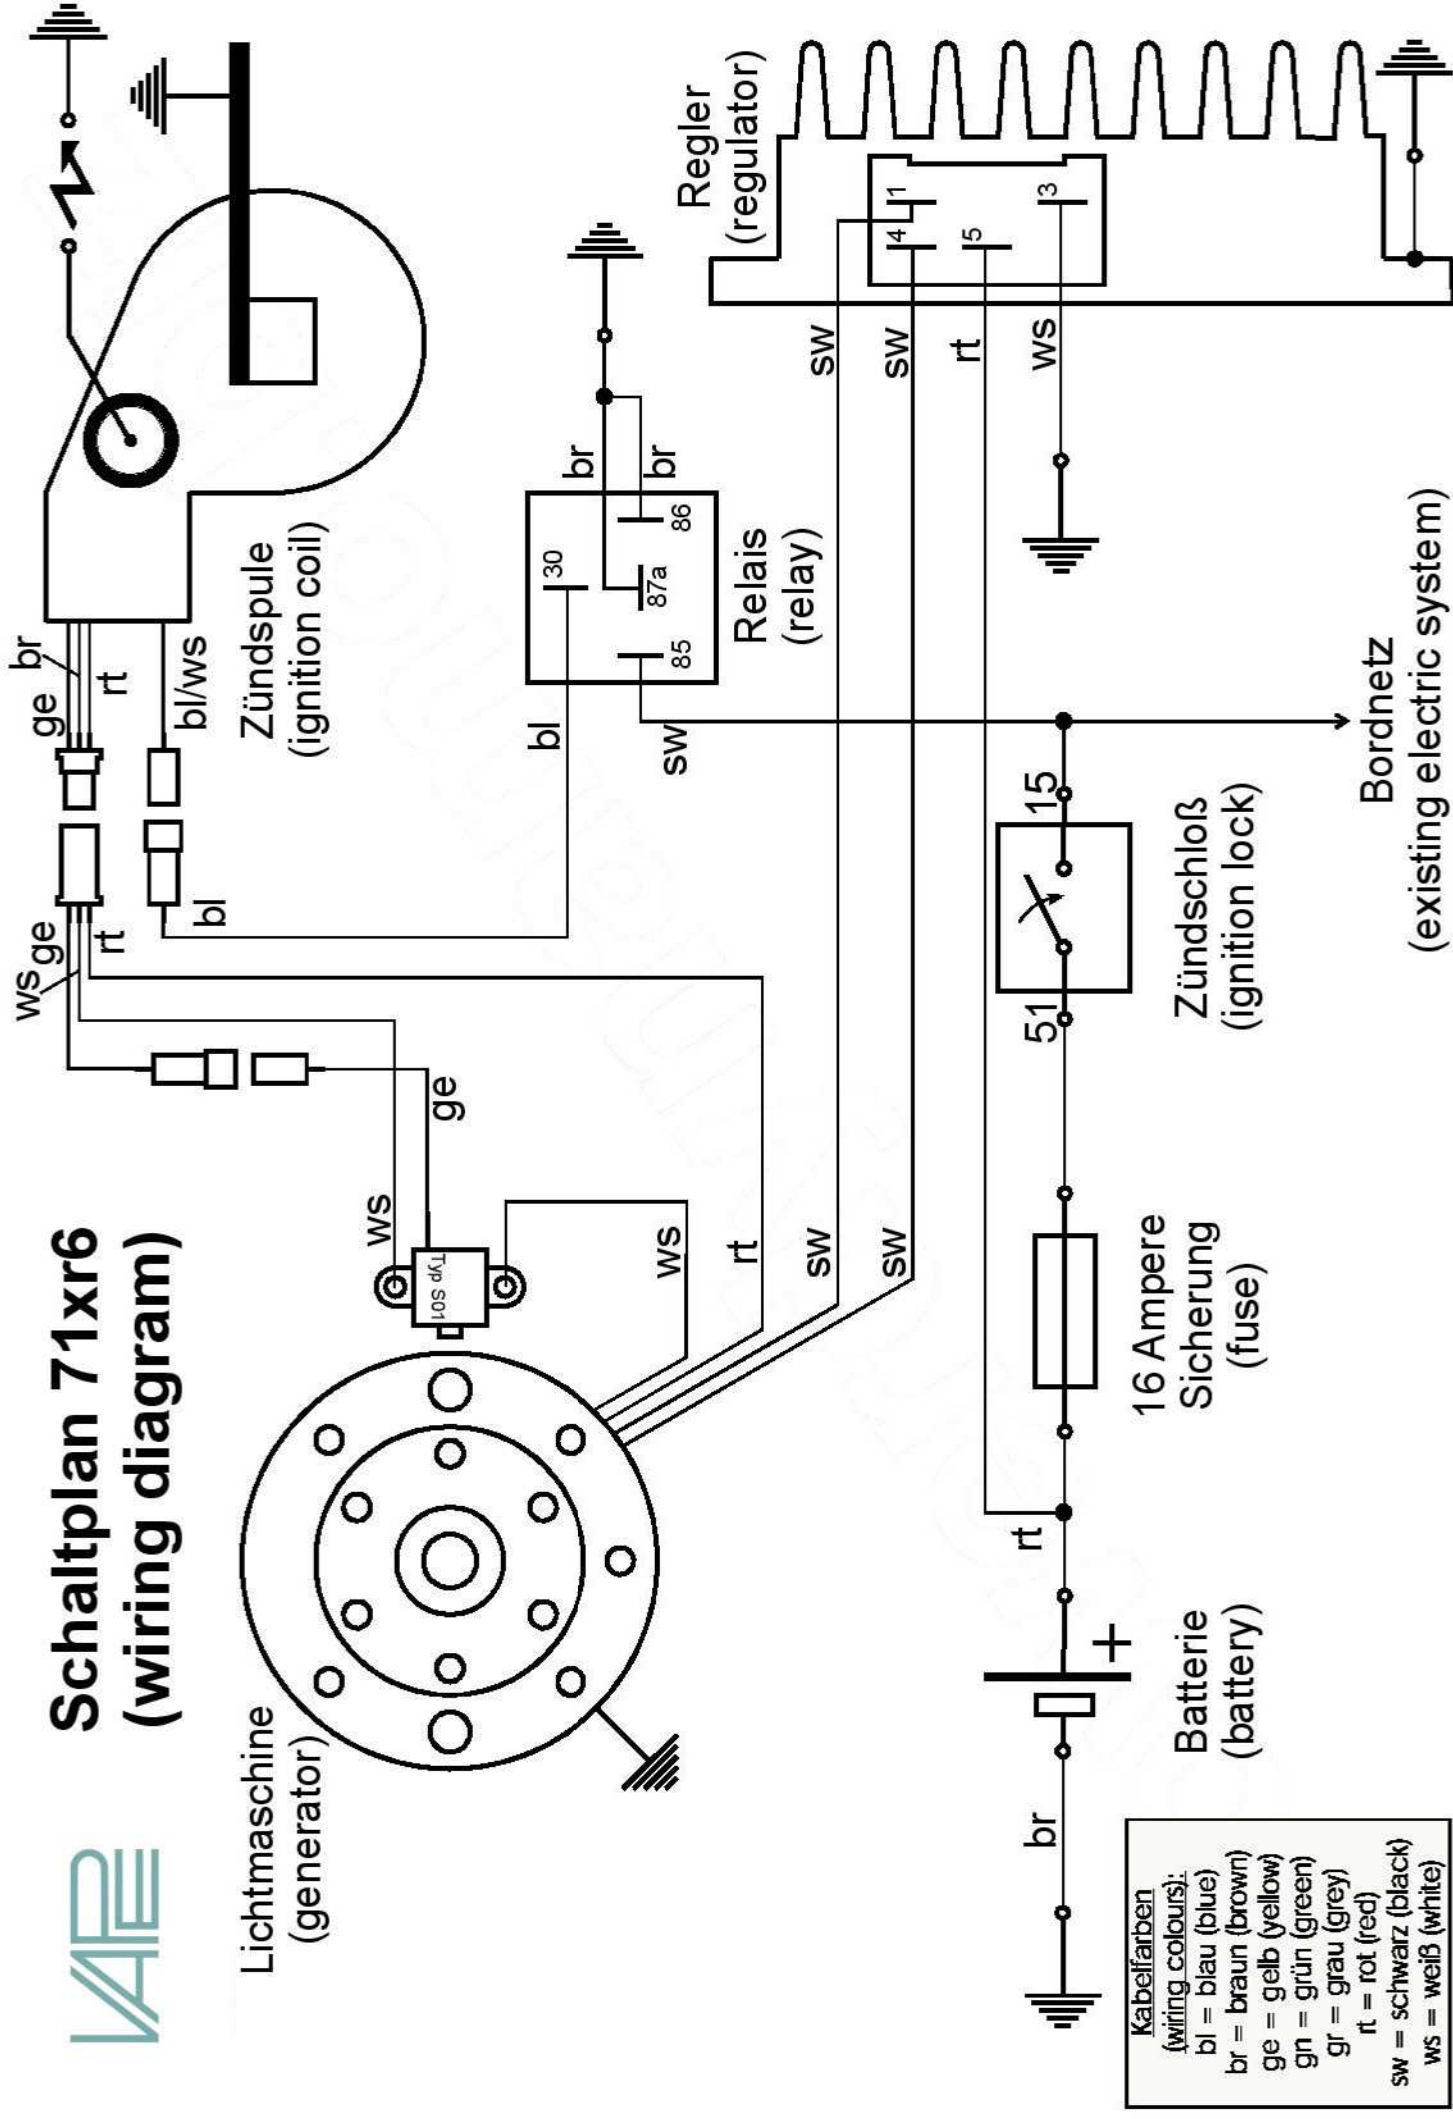 VAPE
Schaltplan 71xr6
(wiring diagram)
Lichtmaschine
(generator)
ws
ge
ws
rt
sw
sw
Typ S01
ws
ge
rt
bl
ge
br
rt
bl/ws
Zündspule
(ignition coil)
bl
sw
30
85
87a
86
br
br
Relais
(relay)
Regler
(regulator)
1
4
5
3
sw
sw
rt
ws
Batterie
(battery)
br
+
rt
16 Ampere
Sicherung
(fuse)
51
15
Zündschloß
(ignition lock)
Bordnetz
(existing electric system)
Kabelfarben
(wiring colours):
bl = blau (blue)
br = braun (brown)
ge = gelb (yellow)
gn = grün (green)
gr = grau (grey)
rt = rot (red)
sw = schwarz (black)
ws = weiß (white)